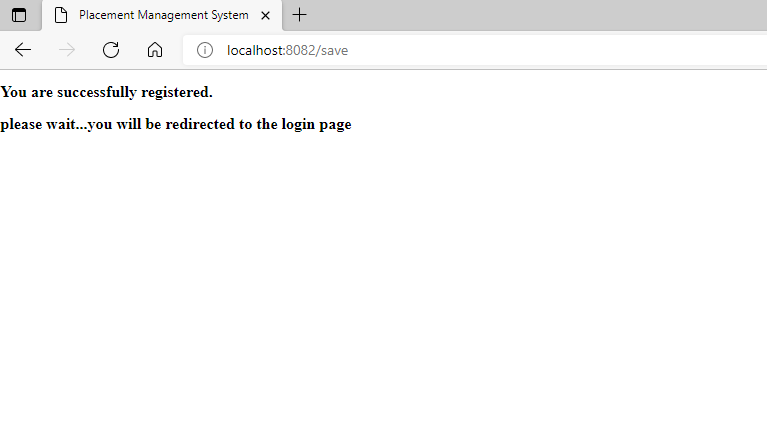 Placement Management System
localhost:8082/save
You are successfully registered.
please wait...you will be redirected to the login page